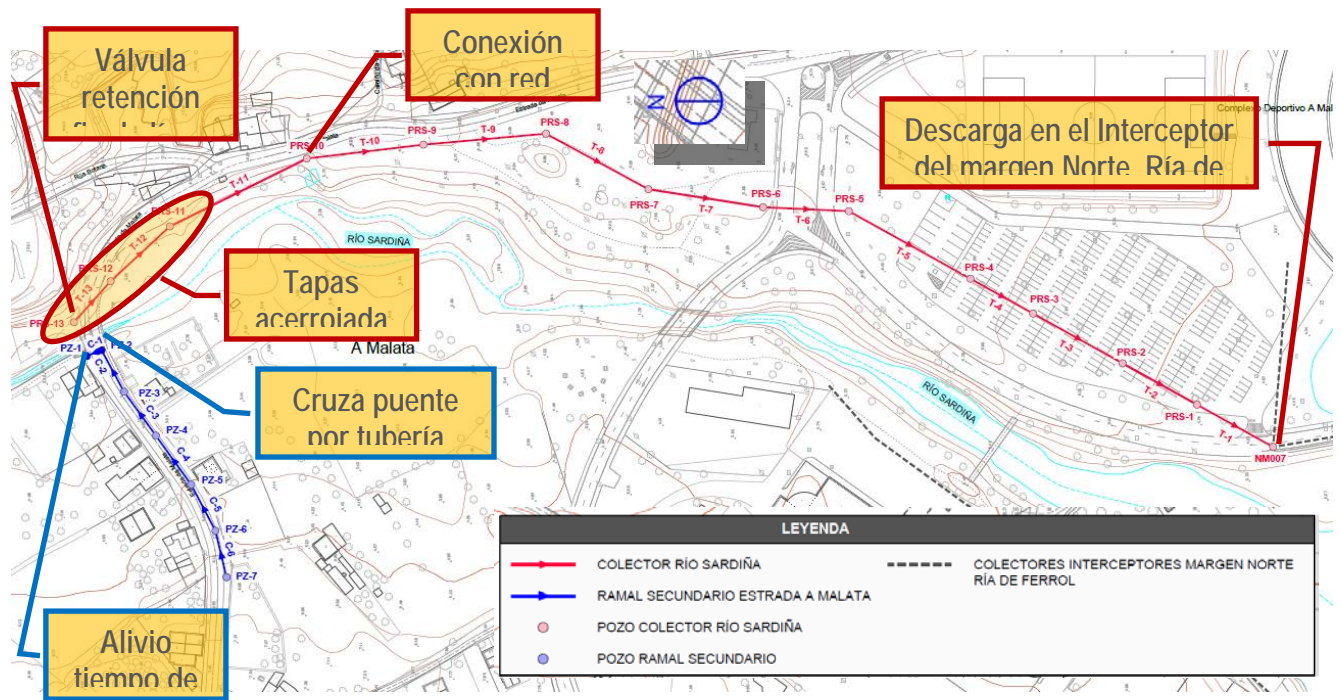 Válvula
retención
Conexión
con red
Descarga en el Interceptor
del margen Norte. Ría de
Complexo Deportivo A Mal
PRS-10
T-10
PRS-9
T-9
PRS-8
T-8
PRS-7
T-7
PRS-6
T-6
PRS-5
T-5
PRS-4
T-4
PRS-3
T-3
PRS-2
T-2
PRS-1
T-1
NM007
T-11
PRS-11
T-12
PRS-12
T-13
PRS-13
RÍO SARDIÑA
RÍO SARDIÑA
Tapas
acerrojada
A Malata
Cruza puente
por tubería
PZ-1
C-1
PZ-2
C-2
PZ-3
C-3
PZ-4
C-4
PZ-5
C-5
PZ-6
C-6
PZ-7
Alivio
tiempo de
LEYENDA
COLECTOR RÍO SARDIÑA
RAMAL SECUNDARIO ESTRADA A MALATA
POZO COLECTOR RÍO SARDIÑA
POZO RAMAL SECUNDARIO
COLECTORES INTERCEPTORES MARGEN NORTE
RÍA DE FERROL